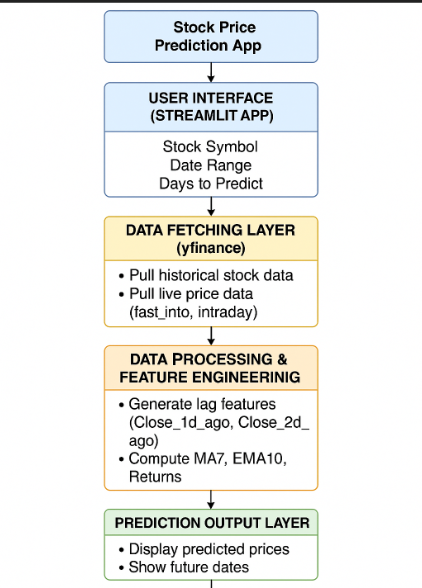 Stock Price
Prediction App
USER INTERFACE
(STREAMLIT APP)
Stock Symbol
Date Range
Days to Predict
DATA FETCHING LAYER
(yfinance)
• Pull historical stock data
• Pull live price data
(fast_into, intraday)
DATA PROCESSING &
FEATURE ENGINEERINIG
• Generate lag features
(Close_1d_ago, Close_2d_
ago)
• Compute MA7, EMA10,
Returns
PREDICTION OUTPUT LAYER
• Display predicted prices
• Show future dates